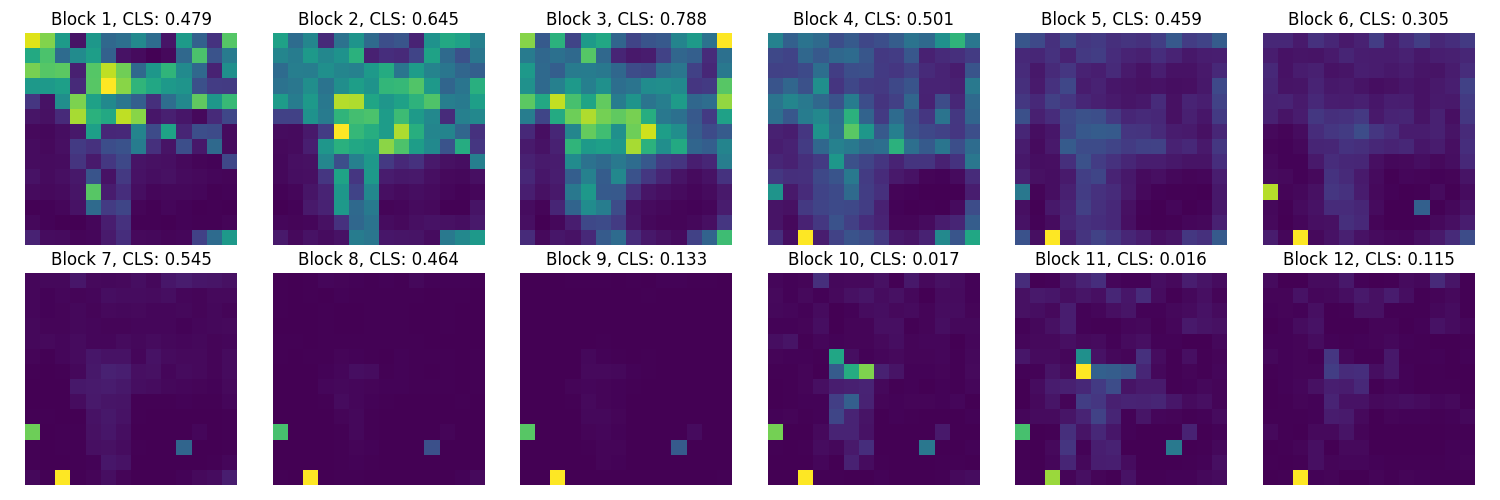 Block 1, CLS: 0.479
Block 2, CLS: 0.645
Block 3, CLS: 0.788
Block 4, CLS: 0.501
Block 5, CLS: 0.459
Block 6, CLS: 0.305
Block 7, CLS: 0.545
Block 8, CLS: 0.464
Block 9, CLS: 0.133
Block 10, CLS: 0.017
Block 11, CLS: 0.016
Block 12, CLS: 0.115